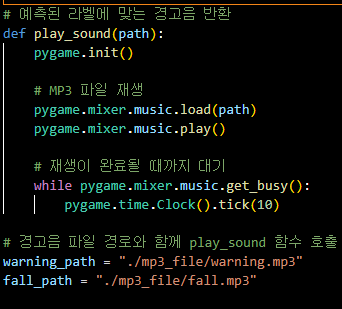 # 예측된 라벨에 맞는 경고음 반환
def play_sound(path):
    pygame.init()

    # MP3 파일 재생
    pygame.mixer.music.load(path)
    pygame.mixer.music.play()

    # 재생이 완료될 때까지 대기
    while pygame.mixer.music.get_busy():
        pygame.time.Clock().tick(10)

# 경고음 파일 경로와 함께 play_sound 함수 호출
warning_path = "./mp3_file/warning.mp3"
fall_path = "./mp3_file/fall.mp3"